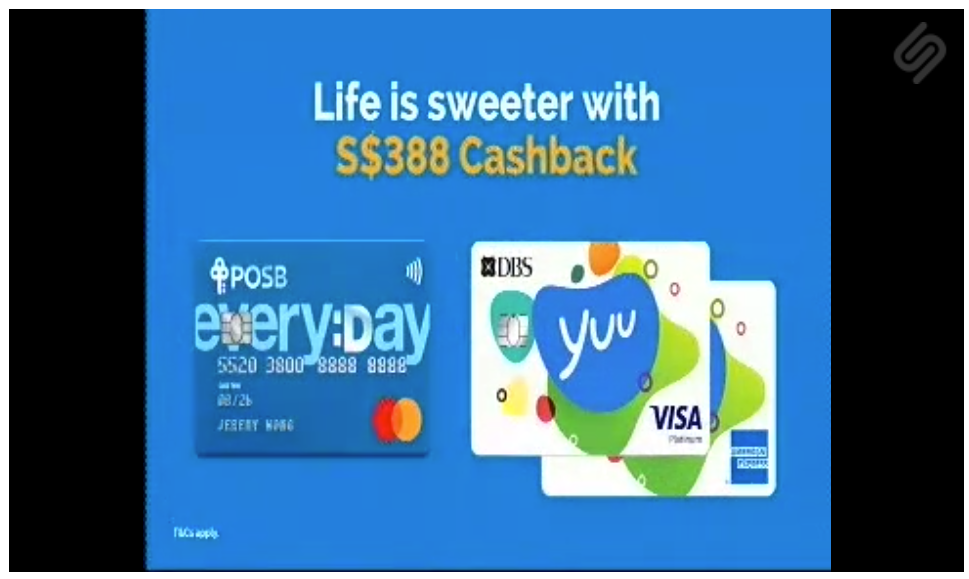 Life is sweeter with
S$388 Cashback
POSB
every:Day
5520 3800 8888 8888
08/26
JEREMY WONG
DBS
yuu
VISA
Platinum
AMERICAN
EXPRESS
T&Cs apply.